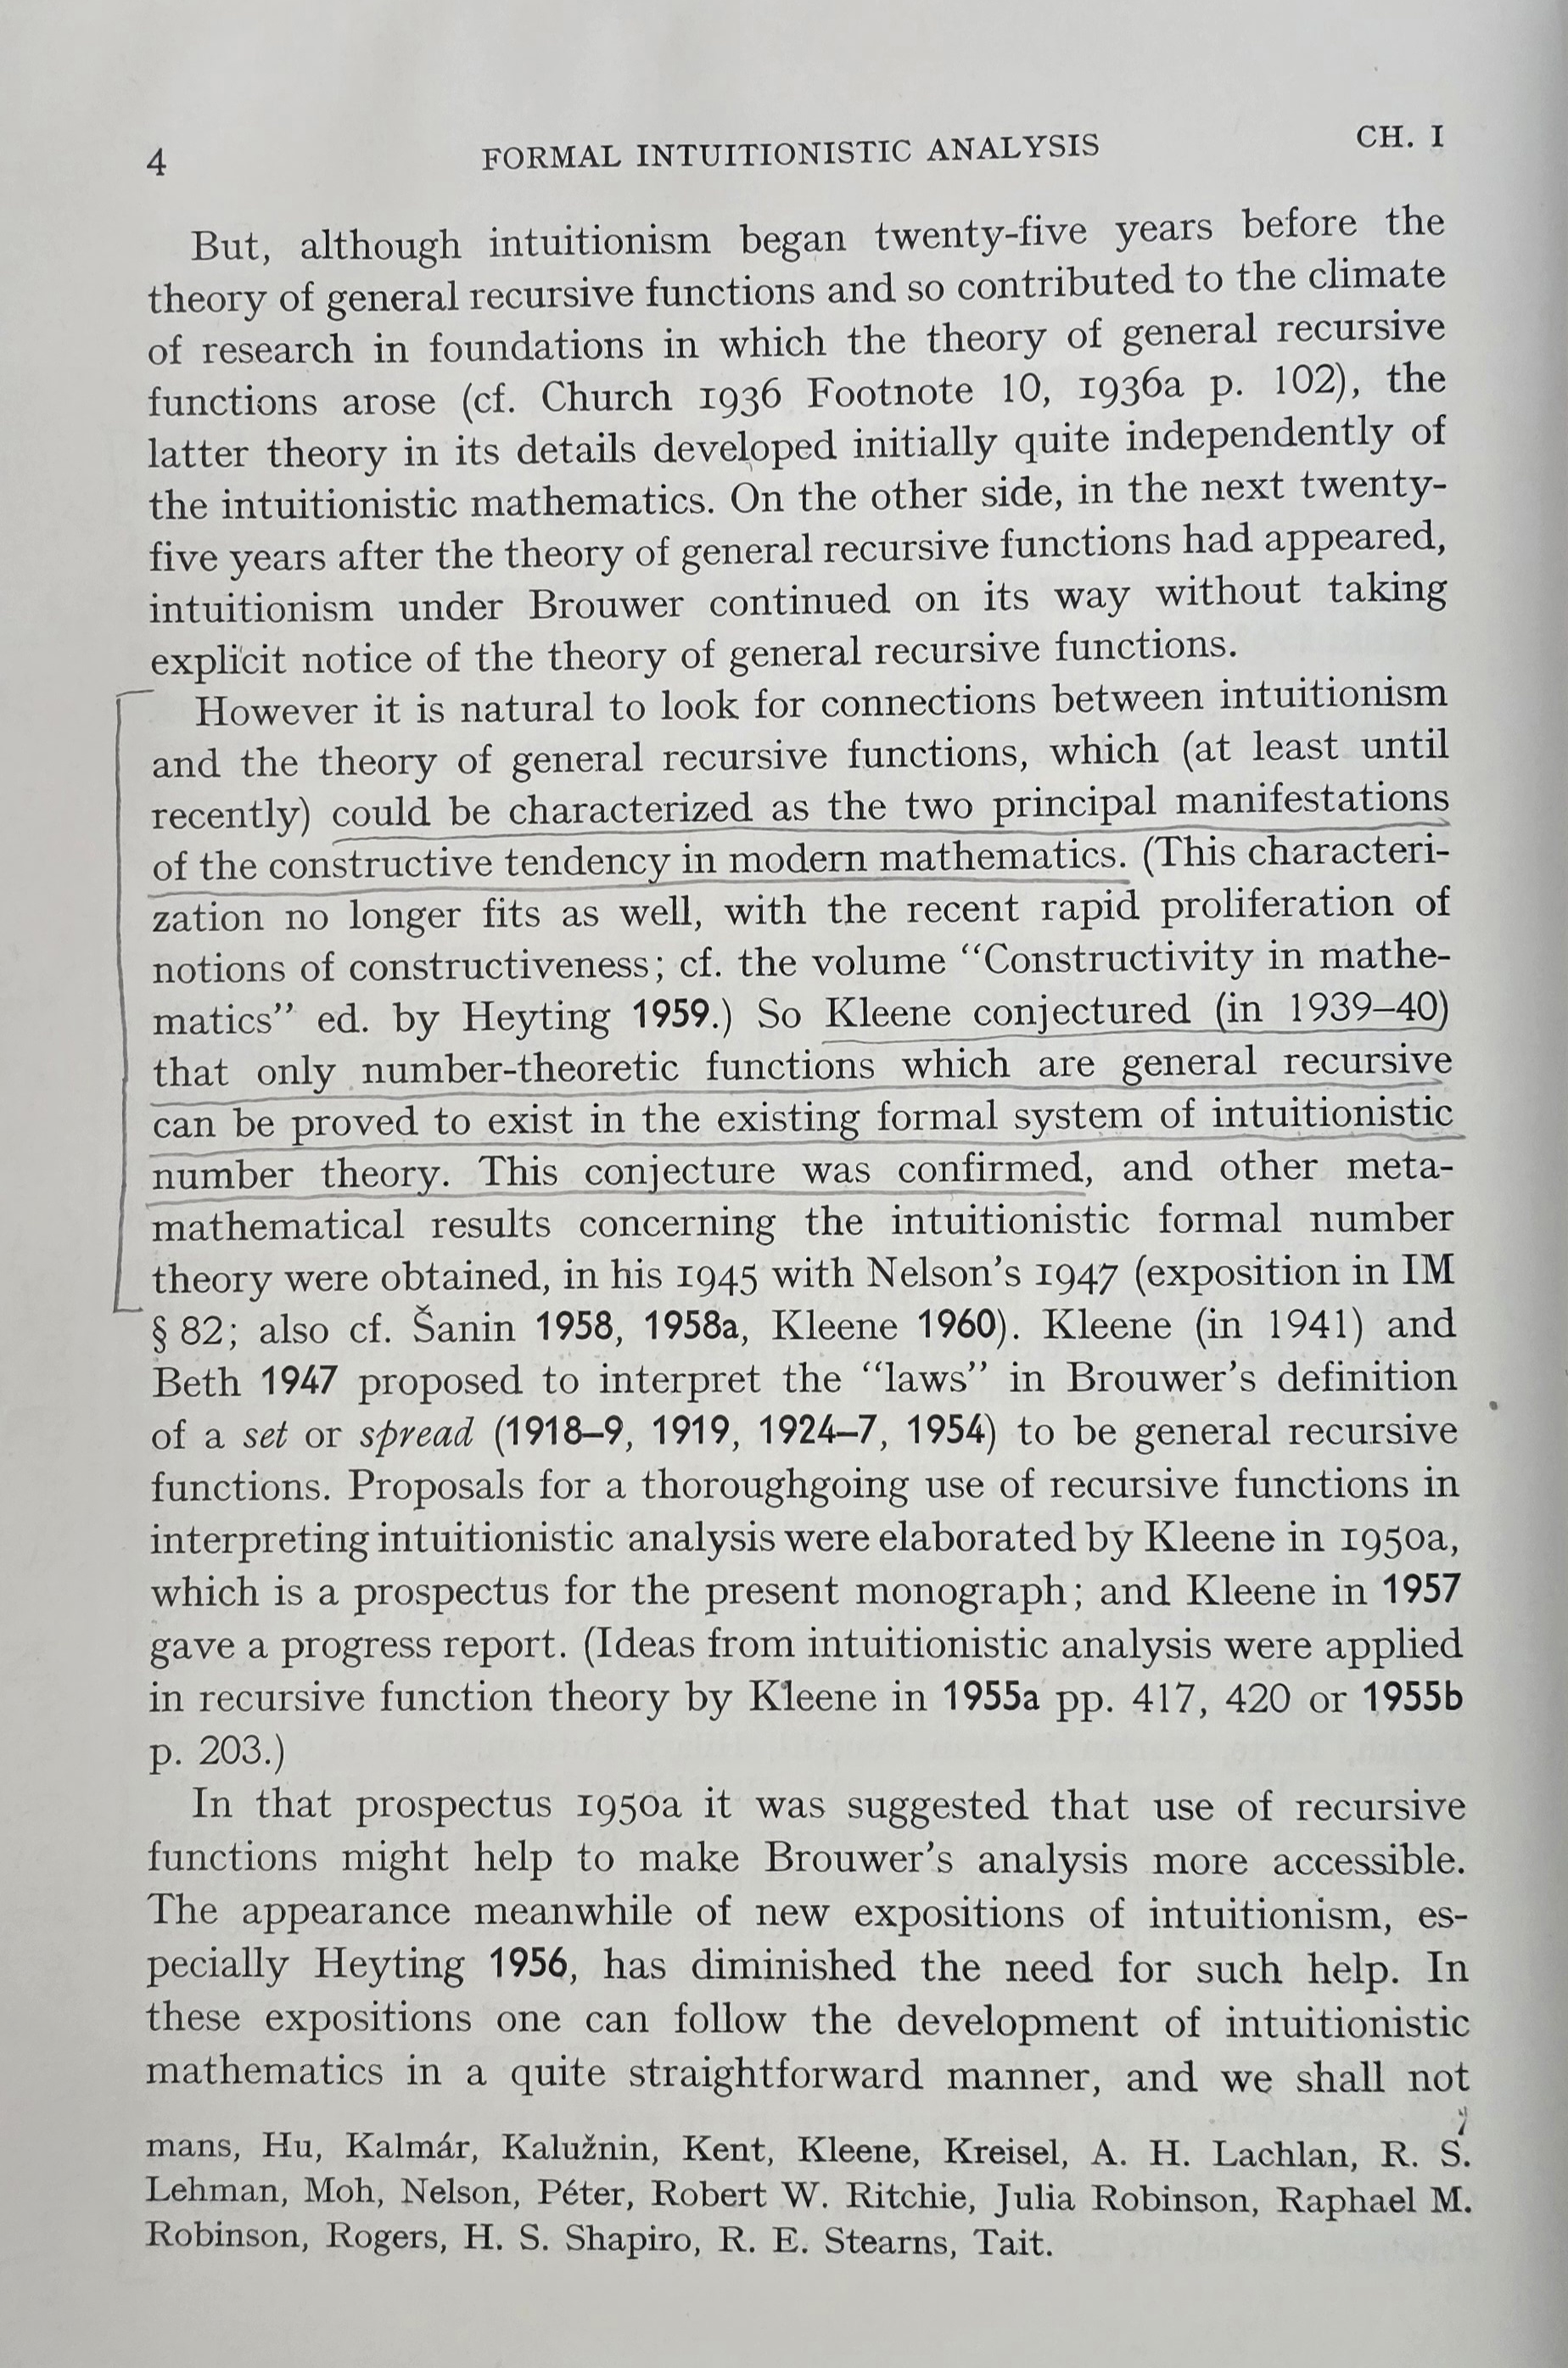 4 FORMAL INTUITIONISTIC ANALYSIS CH. I
But, although intuitionism began twenty-five years before the
theory of general recursive functions and so contributed to the climate
of research in foundations in which the theory of general recursive
functions arose (cf. Church 1936 Footnote 10, 1936a p. 102), the
latter theory in its details developed initially quite independently of
the intuitionistic mathematics. On the other side, in the next twenty-
five years after the theory of general recursive functions had appeared,
intuitionism under Brouwer continued on its way without taking
explicit notice of the theory of general recursive functions.
However it is natural to look for connections between intuitionism
and the theory of general recursive functions, which (at least until
recently) could be characterized as the two principal manifestations
of the constructive tendency in modern mathematics. (This characteri-
zation no longer fits as well, with the recent rapid proliferation of
notions of constructiveness; cf. the volume “Constructivity in mathe-
matics” ed. by Heyting 1959.) So Kleene conjectured (in 1939–40)
that only number-theoretic functions which are general recursive
can be proved to exist in the existing formal system of intuitionistic
number theory. This conjecture was confirmed, and other meta-
mathematical results concerning the intuitionistic formal number
theory were obtained, in his 1945 with Nelson’s 1947 (exposition in IM
§ 82; also cf. Šanin 1958, 1958a, Kleene 1960). Kleene (in 1941) and
Beth 1947 proposed to interpret the “laws” in Brouwer’s definition
of a set or spread (1918–9, 1919, 1924–7, 1954) to be general recursive
functions. Proposals for a thoroughgoing use of recursive functions in
interpreting intuitionistic analysis were elaborated by Kleene in 1950a,
which is a prospectus for the present monograph; and Kleene in 1957
gave a progress report. (Ideas from intuitionistic analysis were applied
in recursive function theory by Kleene in 1955a pp. 417, 420 or 1955b
p. 203.)
In that prospectus 1950a it was suggested that use of recursive
functions might help to make Brouwer’s analysis more accessible.
The appearance meanwhile of new expositions of intuitionism, es-
pecially Heyting 1956, has diminished the need for such help. In
these expositions one can follow the development of intuitionistic
mathematics in a quite straightforward manner, and we shall not
mans, Hu, Kalmár, Kalužnin, Kent, Kleene, Kreisel, A. H. Lachlan, R. S.
Lehman, Moh, Nelson, Péter, Robert W. Ritchie, Julia Robinson, Raphael M.
Robinson, Rogers, H. S. Shapiro, R. E. Stearns, Tait.